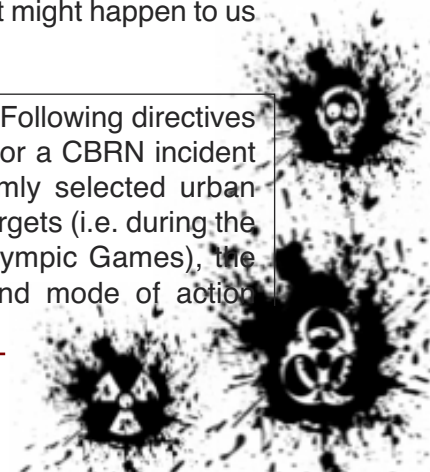 t might happen to us
Following directives
or a CBRN incident
mly selected urban
rgets (i.e. during the
ympic Games), the
nd mode of action